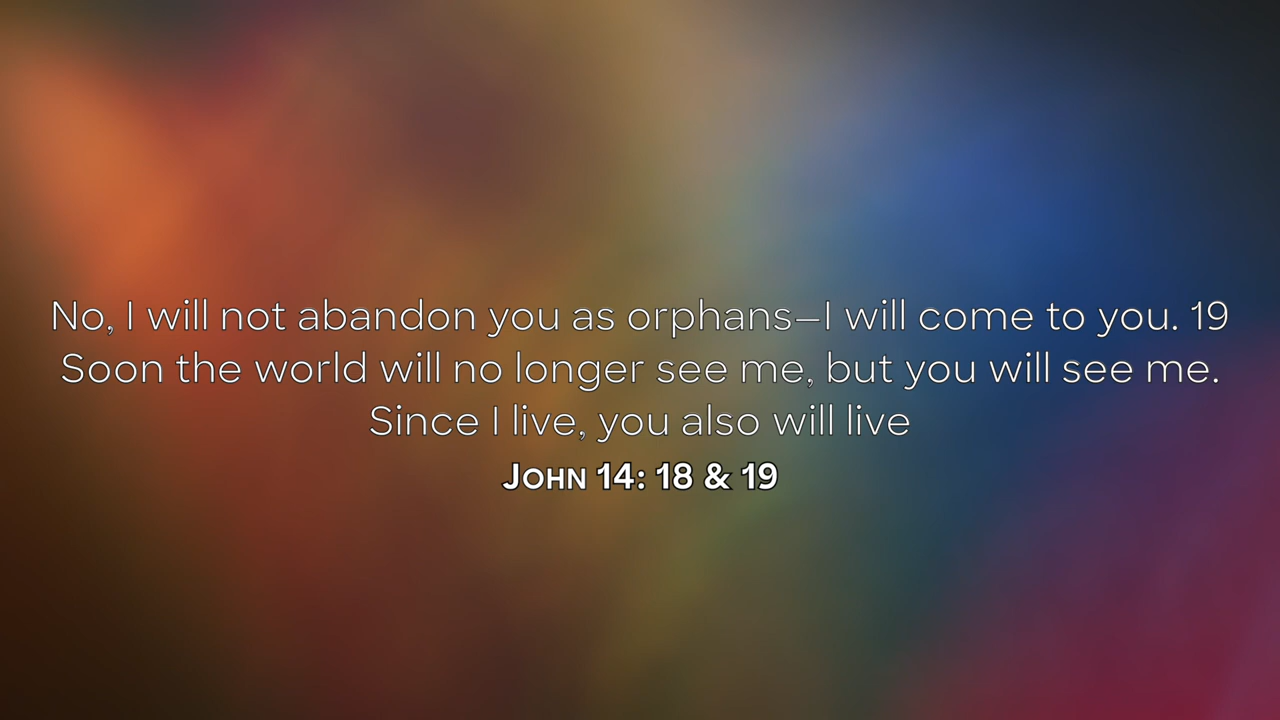 No, I will not abandon you as orphans—I will come to you. 19
Soon the world will no longer see me, but you will see me.
Since I live, you also will live
John 14: 18 & 19